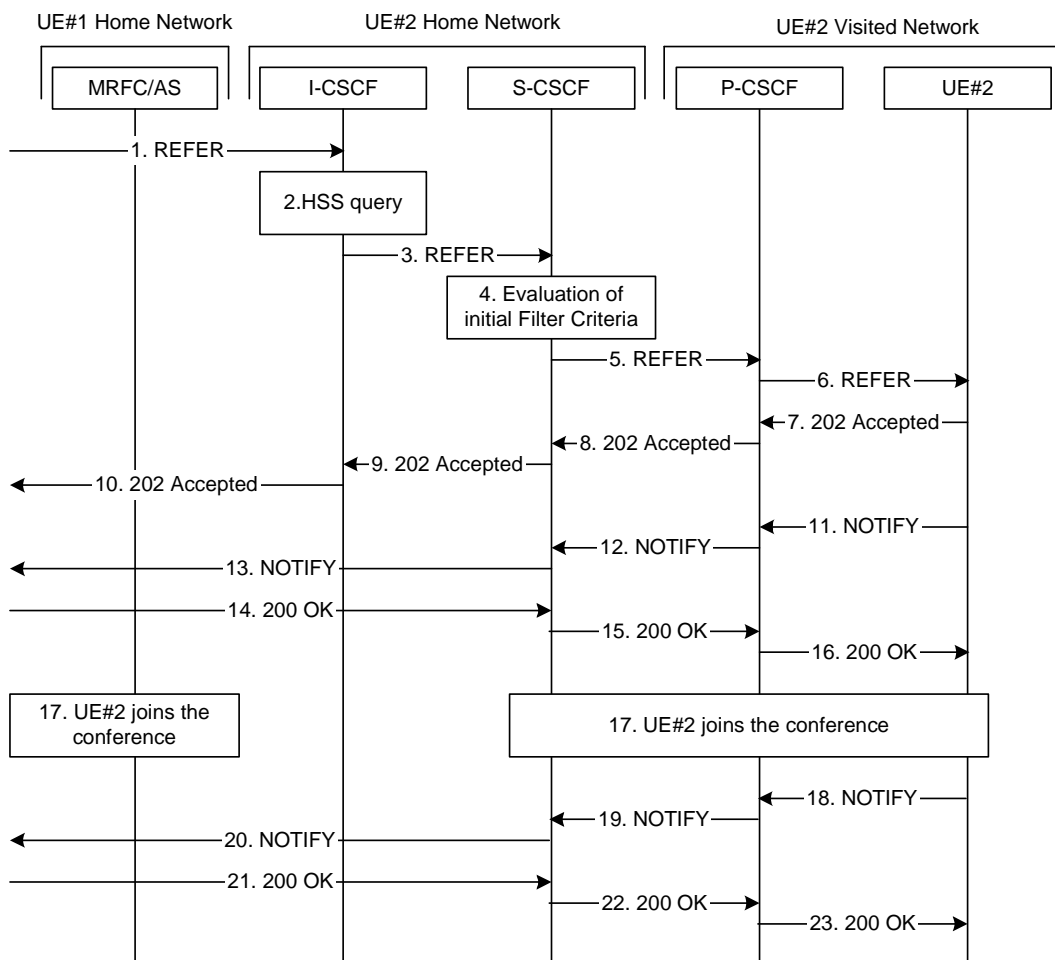 UE#1 Home Network
UE#2 Home Network
UE#2 Visited Network
MRFC/AS
I-CSCF
S-CSCF
P-CSCF
UE#2
1. REFER
2.HSS query
3. REFER
4. Evaluation of
initial Filter Criteria
5. REFER
6. REFER
7. 202 Accepted
8. 202 Accepted
9. 202 Accepted
10. 202 Accepted
11. NOTIFY
12. NOTIFY
13. NOTIFY
14. 200 OK
15. 200 OK
16. 200 OK
17. UE#2 joins the
conference
17. UE#2 joins the conference
18. NOTIFY
19. NOTIFY
20. NOTIFY
21. 200 OK
22. 200 OK
23. 200 OK